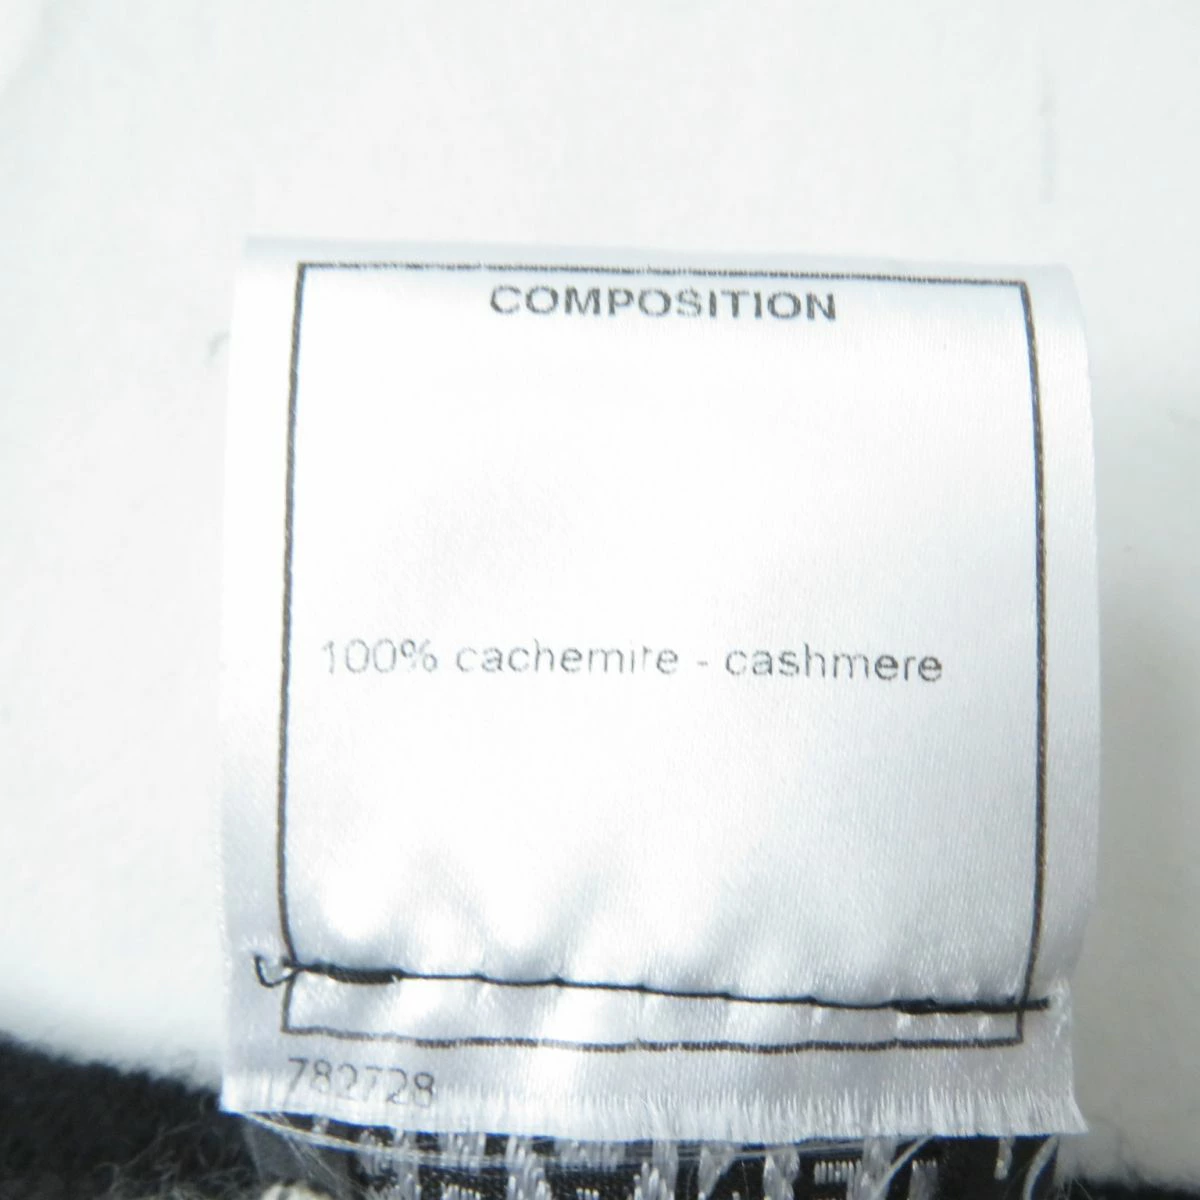 COMPOSITION
100% cachemire - cashmere
782728